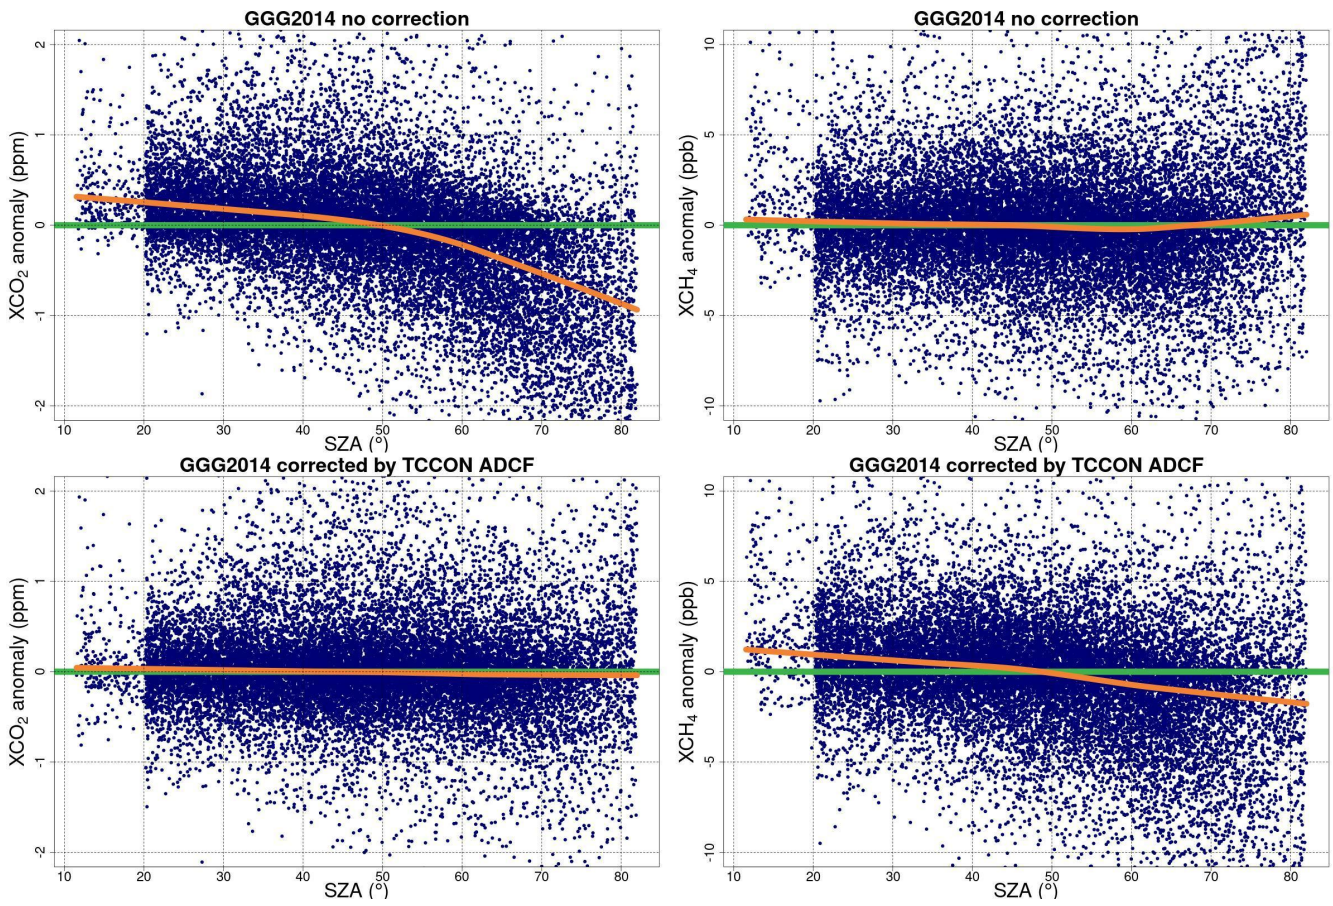 GGG2014 no correction
XCO₂ anomaly (ppm)
2
1
0
-1
-2
10 20 30 40 50 60 70 80
SZA (°)
GGG2014 no correction
XCH₄ anomaly (ppb)
10
5
0
-5
-10
10 20 30 40 50 60 70 80
SZA (°)
GGG2014 corrected by TCCON ADCF
XCO₂ anomaly (ppm)
2
1
0
-1
-2
10 20 30 40 50 60 70 80
SZA (°)
GGG2014 corrected by TCCON ADCF
XCH₄ anomaly (ppb)
10
5
0
-5
-10
10 20 30 40 50 60 70 80
SZA (°)